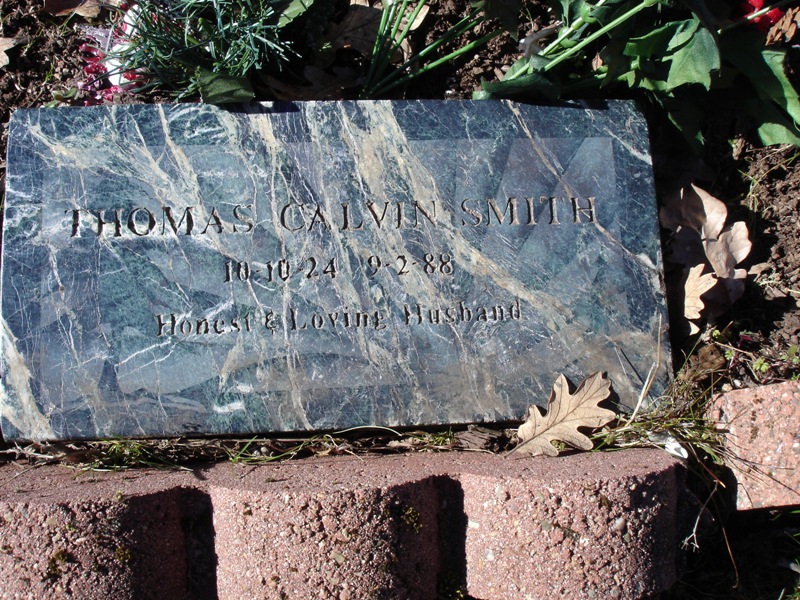 THOMAS CALVIN SMITH
10-10-24 9-2-88
Honest & Loving Husband